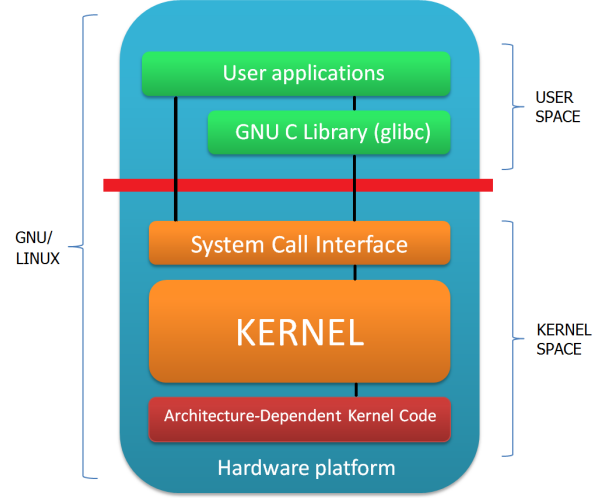 User applications
GNU C Library (glibc)
USER
SPACE
GNU/
LINUX
System Call Interface
KERNEL
KERNEL
SPACE
Architecture-Dependent Kernel Code
Hardware platform